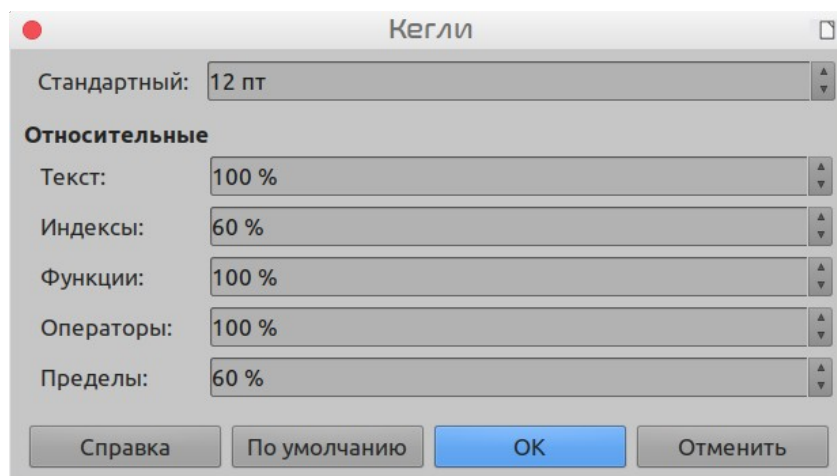 Кегли
Стандартный: 12 пт
Относительные
Текст: 100 %
Индексы: 60 %
Функции: 100 %
Операторы: 100 %
Пределы: 60 %
Справка По умолчанию OK Отменить